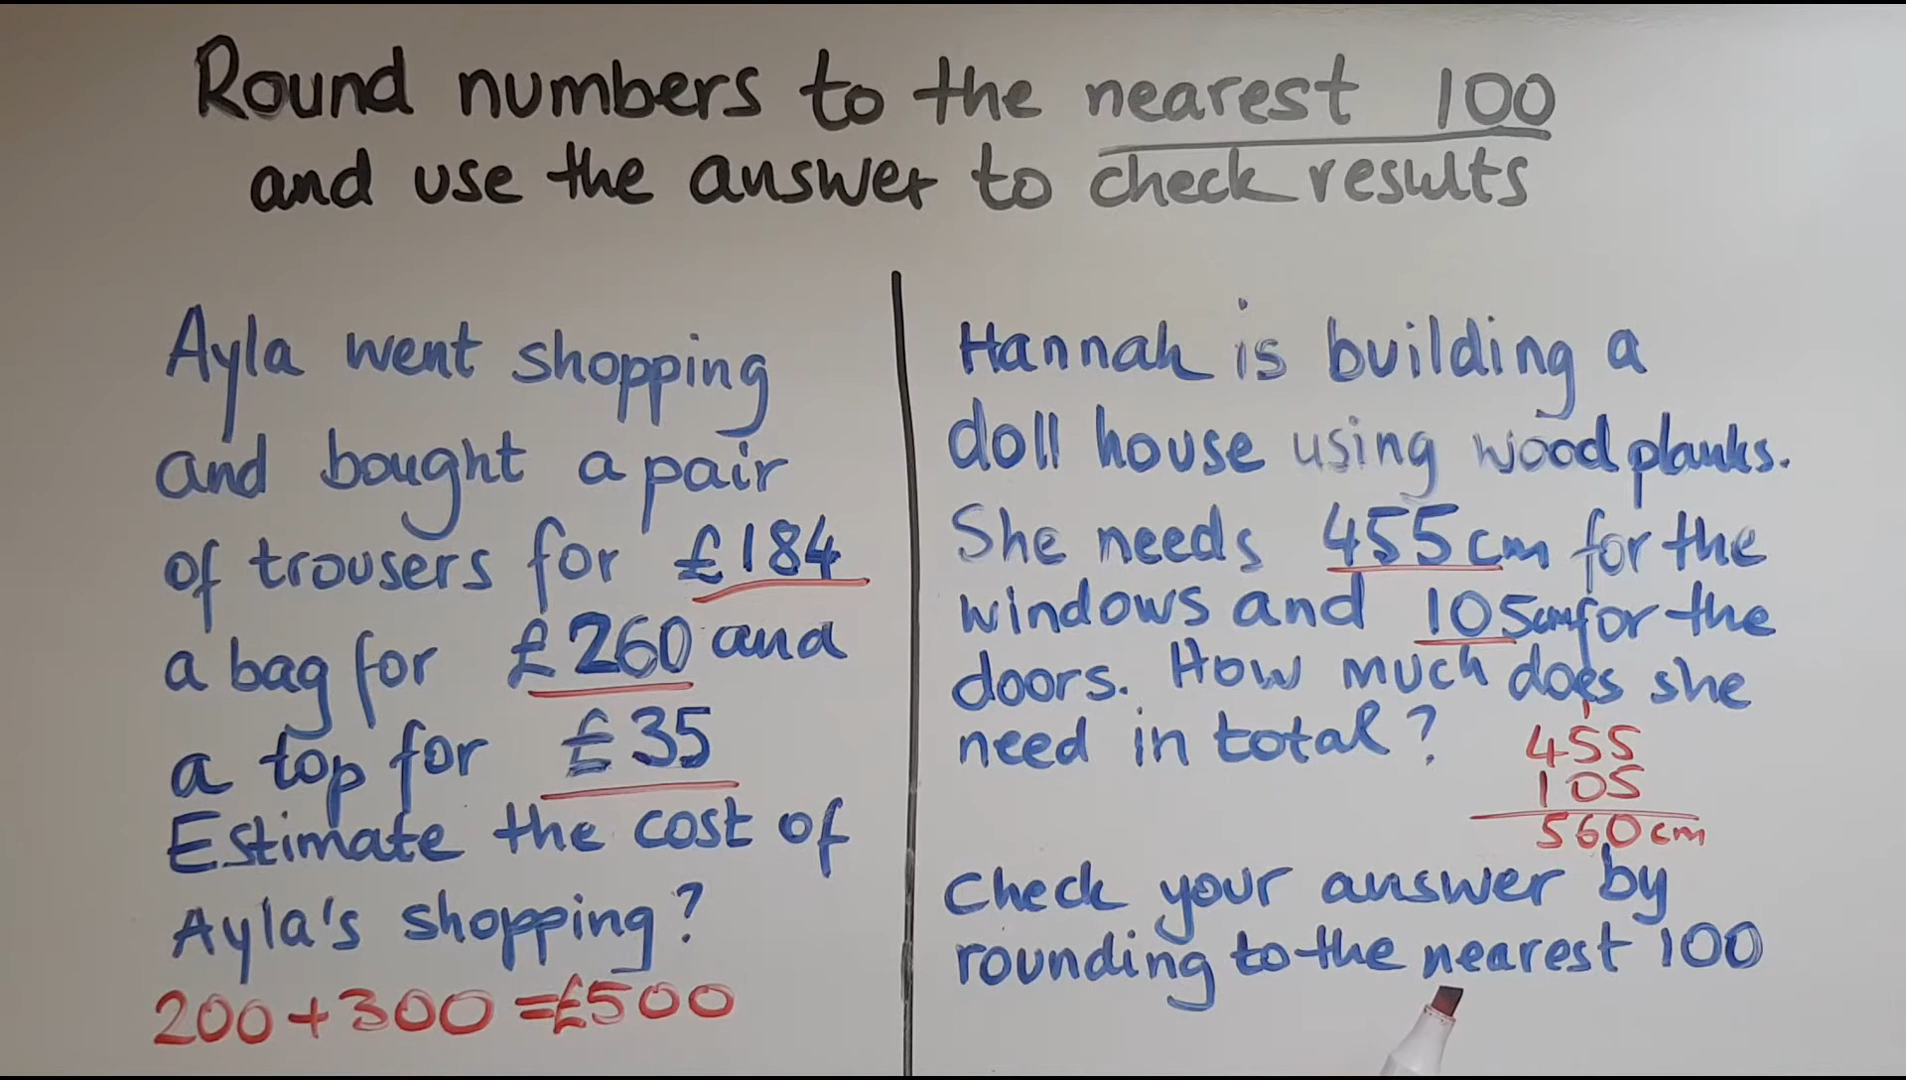 Round numbers to the nearest 100
and use the answer to check results
Ayla went shopping
and bought a pair
of trousers for £184
a bag for £260 and
a top for £35
Estimate the cost of
Ayla's shopping?
200+300=£500
Hannah is building a
doll house using wood planks.
She needs 455cm for the
windows and 105cm for the
doors. How much does she
need in total?
1
455
105
560cm
Check your answer by
rounding to the nearest 100